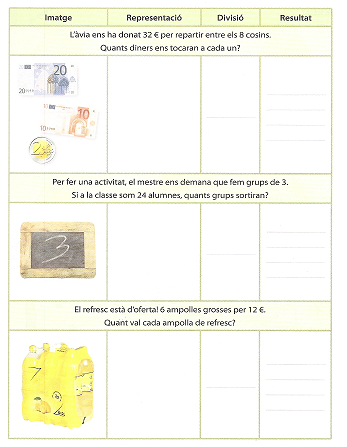 Imatge Representació Divisió Resultat
L'àvia ens ha donat 32 € per repartir entre els 8 cosins.
Quants diners ens tocaran a cada un?
20
20 EURO
10
10 EURO
2
Per fer una activitat, el mestre ens demana que fem grups de 3.
Si a la classe som 24 alumnes, quants grups sortiran?
3
El refresc està d'oferta! 6 ampolles grosses per 12 €.
Quant val cada ampolla de refresc?